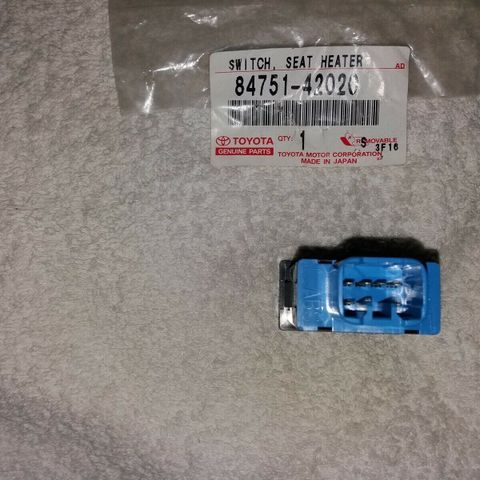 SWITCH, SEAT HEATER
AD
84751-42020
TOYOTA
GENUINE PARTS
QTY.
1
REMOVABLE
S
3F16
TOYOTA MOTOR CORPORATION
MADE IN JAPAN